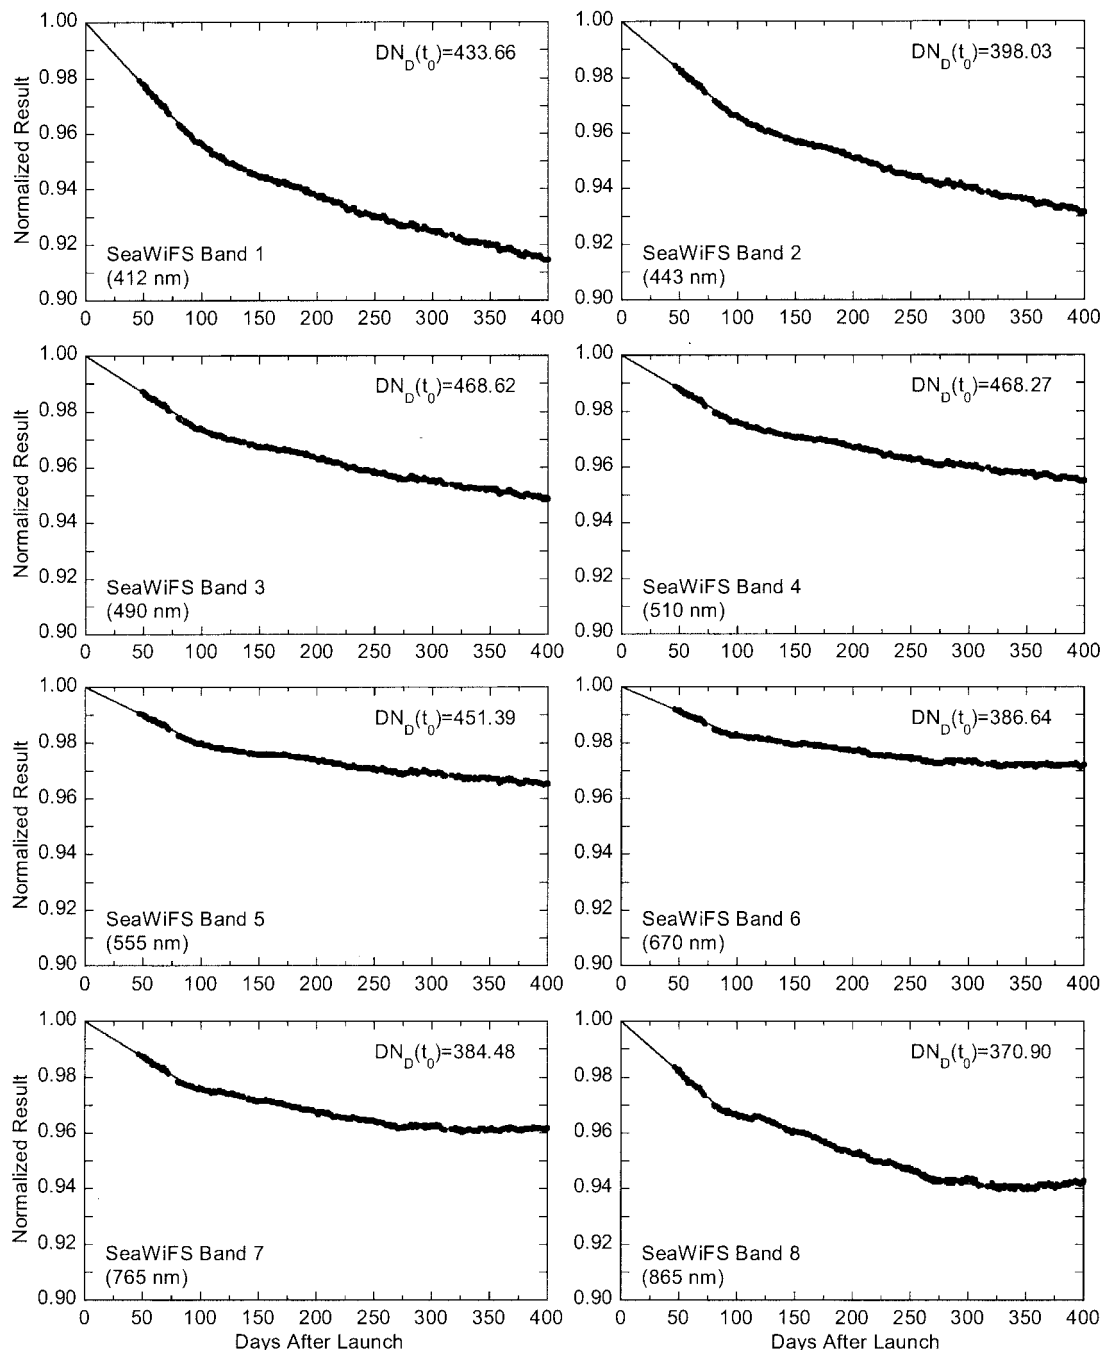 1.00
0.98
0.96
0.94
0.92
0.90
Normalized Result
DN_D(t_0)=433.66
SeaWiFS Band 1
(412 nm)
0 50 100 150 200 250 300 350 400
1.00
0.98
0.96
0.94
0.92
0.90
DN_D(t_0)=398.03
SeaWiFS Band 2
(443 nm)
0 50 100 150 200 250 300 350 400
1.00
0.98
0.96
0.94
0.92
0.90
Normalized Result
DN_D(t_0)=468.62
SeaWiFS Band 3
(490 nm)
0 50 100 150 200 250 300 350 400
1.00
0.98
0.96
0.94
0.92
0.90
DN_D(t_0)=468.27
SeaWiFS Band 4
(510 nm)
0 50 100 150 200 250 300 350 400
1.00
0.98
0.96
0.94
0.92
0.90
Normalized Result
DN_D(t_0)=451.39
SeaWiFS Band 5
(555 nm)
0 50 100 150 200 250 300 350 400
1.00
0.98
0.96
0.94
0.92
0.90
DN_D(t_0)=386.64
SeaWiFS Band 6
(670 nm)
0 50 100 150 200 250 300 350 400
1.00
0.98
0.96
0.94
0.92
0.90
Normalized Result
DN_D(t_0)=384.48
SeaWiFS Band 7
(765 nm)
0 50 100 150 200 250 300 350 400
Days After Launch
1.00
0.98
0.96
0.94
0.92
0.90
DN_D(t_0)=370.90
SeaWiFS Band 8
(865 nm)
0 50 100 150 200 250 300 350 400
Days After Launch